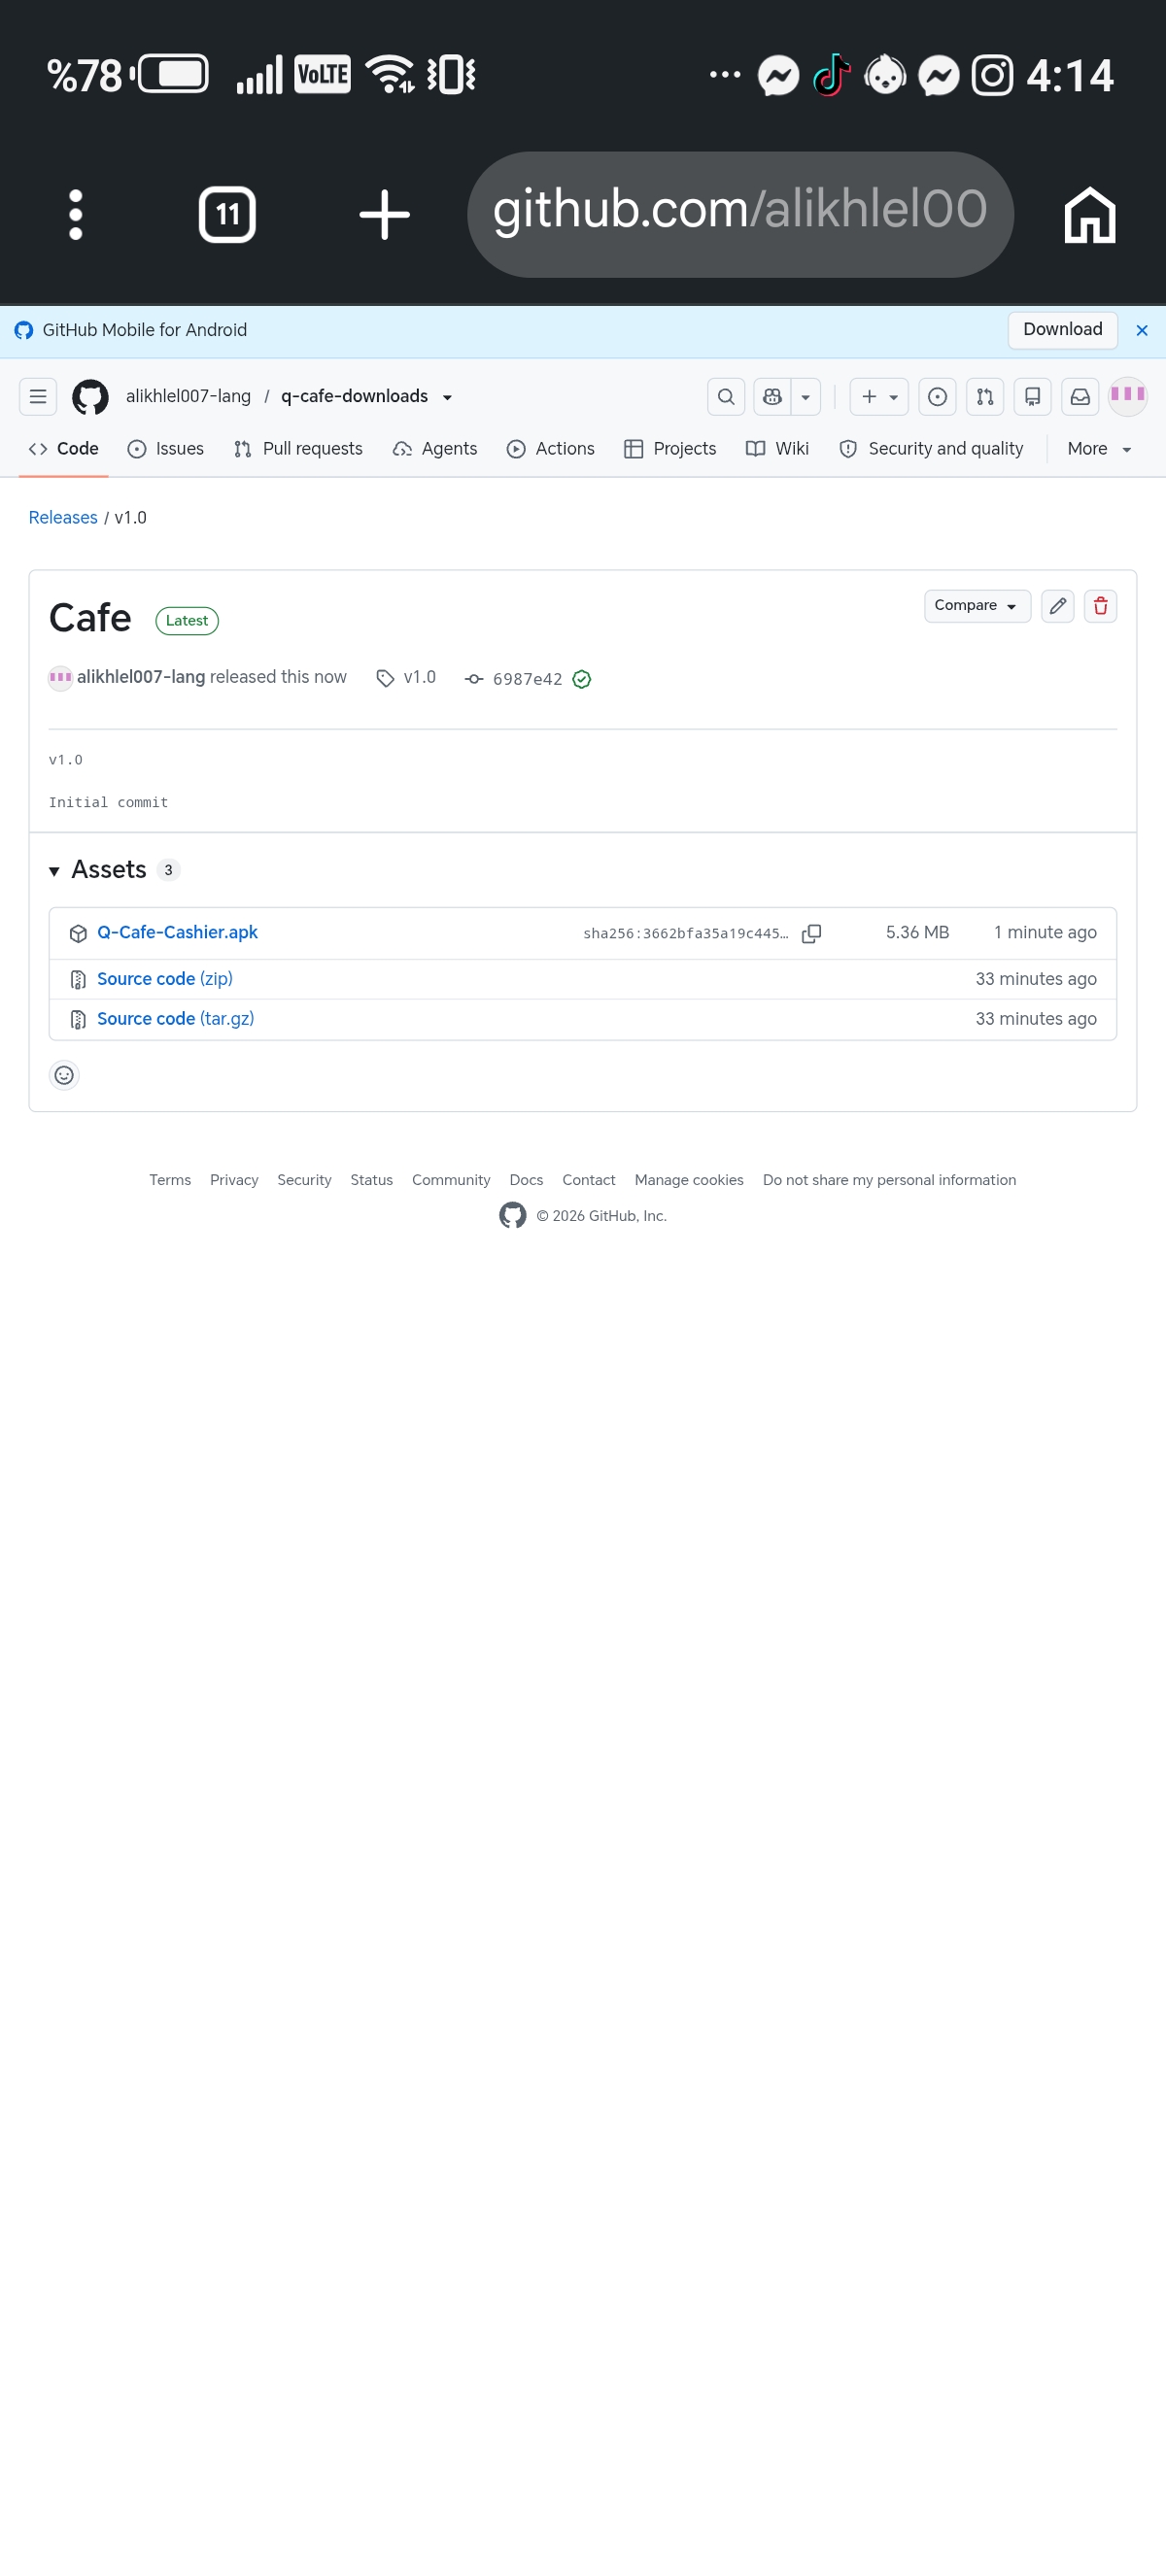 %78 VoLTE 4:14
11 github.com/alikhlel00
GitHub Mobile for Android Download
alikhlel007-lang / q-cafe-downloads
Code Issues Pull requests Agents Actions Projects Wiki Security and quality More
Releases / v1.0
Cafe Latest Compare
alikhlel007-lang released this now v1.0 6987e42
v1.0
Initial commit
Assets 3
Q-Cafe-Cashier.apk sha256:3662bfa35a19c445… 5.36 MB 1 minute ago
Source code (zip) 33 minutes ago
Source code (tar.gz) 33 minutes ago
Terms Privacy Security Status Community Docs Contact Manage cookies Do not share my personal information
© 2026 GitHub, Inc.